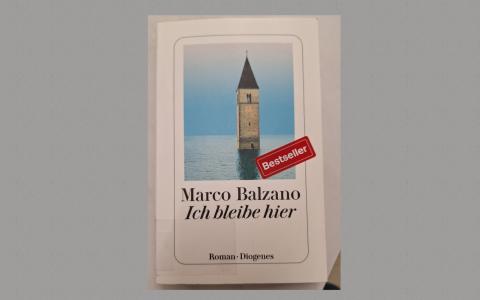 Bestseller
Marco Balzano
Ich bleibe hier
Roman · Diogenes